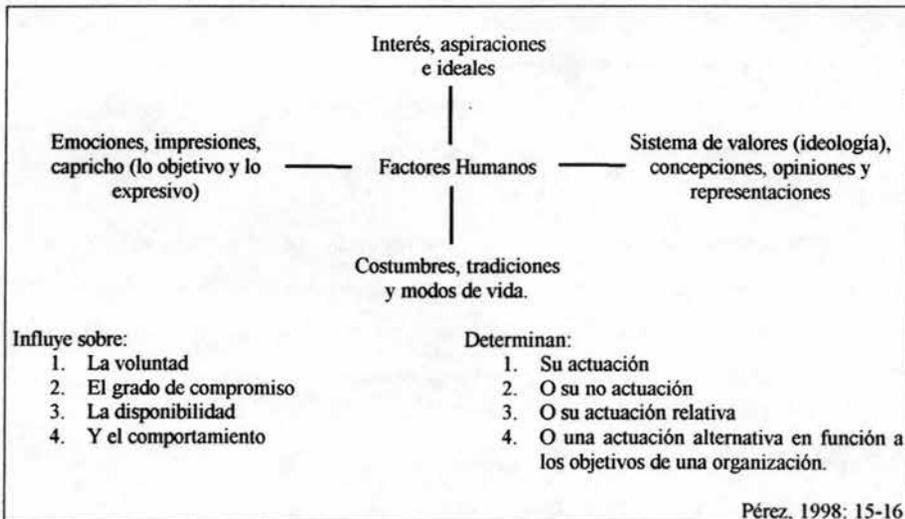 Interés, aspiraciones
e ideales
Emociones, impresiones,
capricho (lo objetivo y lo
expresivo)
Factores Humanos
Sistema de valores (ideología),
concepciones, opiniones y
representaciones
Costumbres, tradiciones
y modos de vida.
Influye sobre:
1. La voluntad
2. El grado de compromiso
3. La disponibilidad
4. Y el comportamiento
Determinan:
1. Su actuación
2. O su no actuación
3. O su actuación relativa
4. O una actuación alternativa en función a
los objetivos de una organización.
Pérez, 1998: 15-16